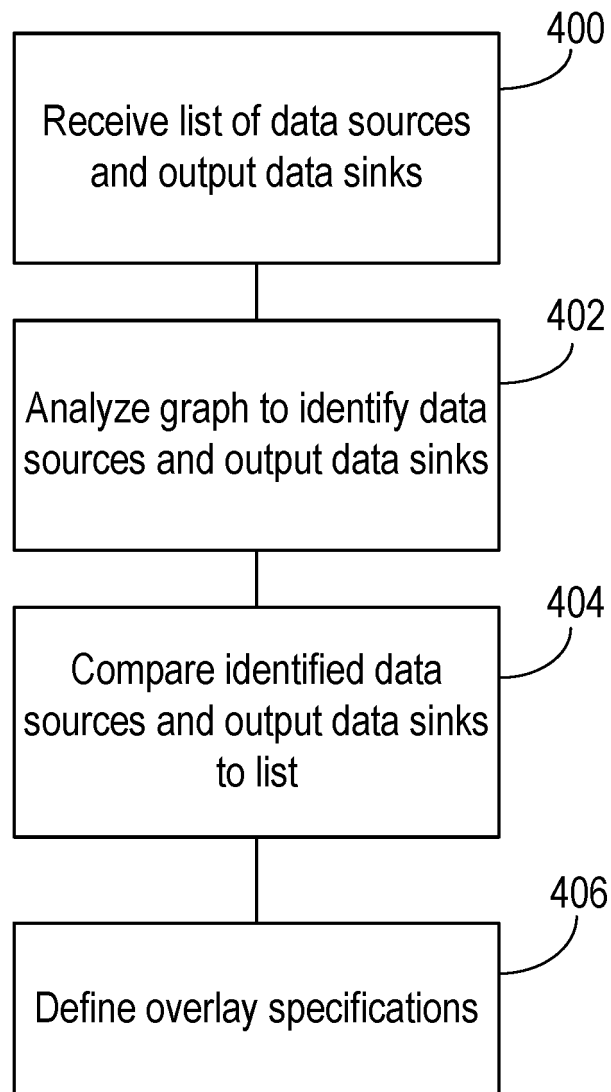 400
Receive list of data sources
and output data sinks
402
Analyze graph to identify data
sources and output data sinks
404
Compare identified data
sources and output data sinks
to list
406
Define overlay specifications